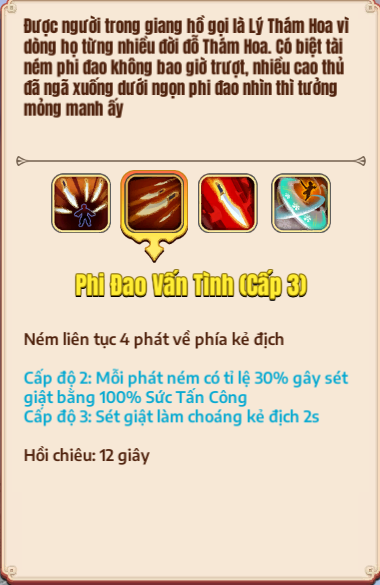 Được người trong giang hồ gọi là Lý Thám Hoa vì
dòng họ từng nhiều đời đỗ Thám Hoa. Có biệt tài
ném phi đao không bao giờ trượt, nhiều cao thủ
đã ngã xuống dưới ngọn phi đao nhìn thì tưởng
mỏng manh ấy
Phi Đao Vấn Tình (Cấp 3)
Ném liên tục 4 phát về phía kẻ địch
Cấp độ 2: Mỗi phát ném có tỉ lệ 30% gây sét
giật bằng 100% Sức Tấn Công
Cấp độ 3: Sét giật làm choáng kẻ địch 2s
Hồi chiêu: 12 giây